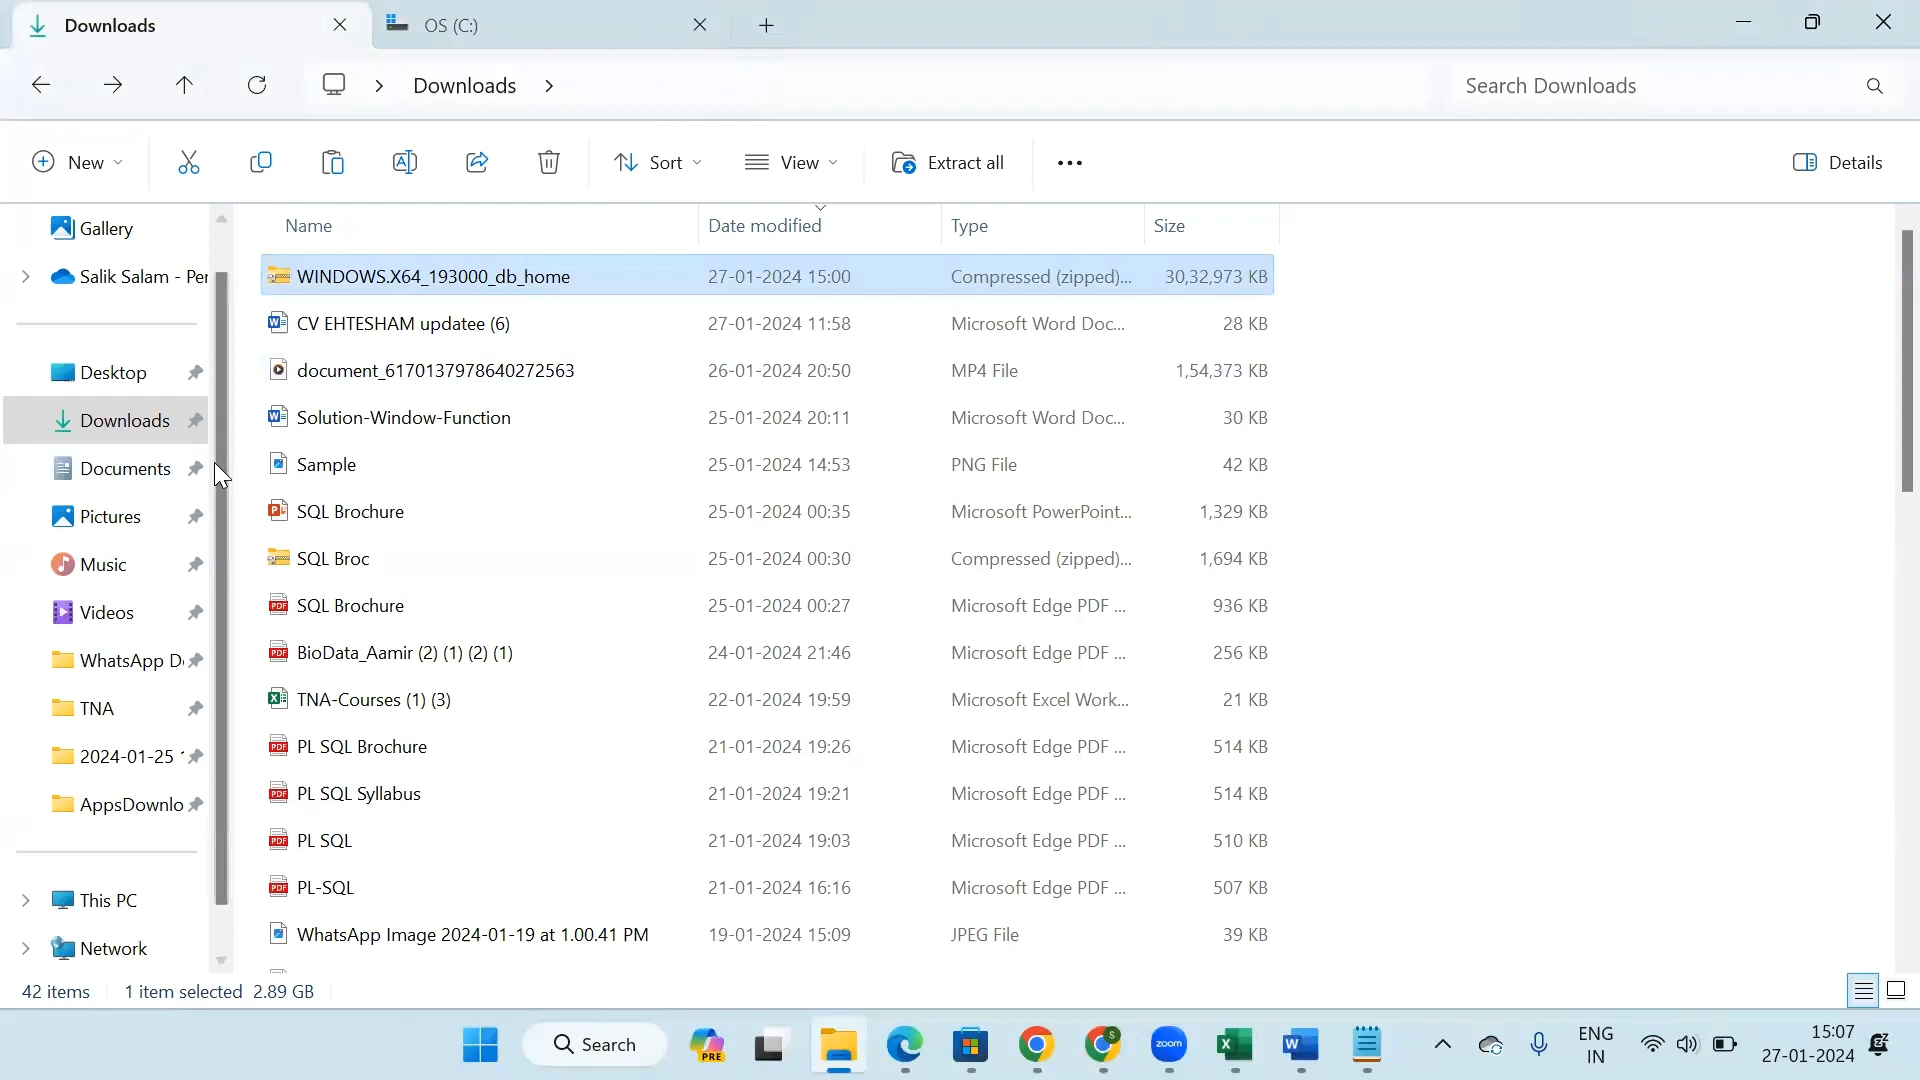 Downloads
OS (C:)
Downloads
Search Downloads
New
Sort
View
Extract all
Details
Gallery
Salik Salam - Per
Desktop
Downloads
Documents
Pictures
Music
Videos
WhatsApp D
TNA
2024-01-25
AppsDownlo
This PC
Network
Name Date modified Type Size
WINDOWS.X64_193000_db_home 27-01-2024 15:00 Compressed (zipped)... 30,32,973 KB
CV EHTESHAM updatee (6) 27-01-2024 11:58 Microsoft Word Doc... 28 KB
document_6170137978640272563 26-01-2024 20:50 MP4 File 1,54,373 KB
Solution-Window-Function 25-01-2024 20:11 Microsoft Word Doc... 30 KB
Sample 25-01-2024 14:53 PNG File 42 KB
SQL Brochure 25-01-2024 00:35 Microsoft PowerPoint... 1,329 KB
SQL Broc 25-01-2024 00:30 Compressed (zipped)... 1,694 KB
SQL Brochure 25-01-2024 00:27 Microsoft Edge PDF ... 936 KB
BioData_Aamir (2) (1) (2) (1) 24-01-2024 21:46 Microsoft Edge PDF ... 256 KB
TNA-Courses (1) (3) 22-01-2024 19:59 Microsoft Excel Work... 21 KB
PL SQL Brochure 21-01-2024 19:26 Microsoft Edge PDF ... 514 KB
PL SQL Syllabus 21-01-2024 19:21 Microsoft Edge PDF ... 514 KB
PL SQL 21-01-2024 19:03 Microsoft Edge PDF ... 510 KB
PL-SQL 21-01-2024 16:16 Microsoft Edge PDF ... 507 KB
WhatsApp Image 2024-01-19 at 1.00.41 PM 19-01-2024 15:09 JPEG File 39 KB
42 items 1 item selected 2.89 GB
Search
PRE
zoom
ENG
IN
15:07
27-01-2024